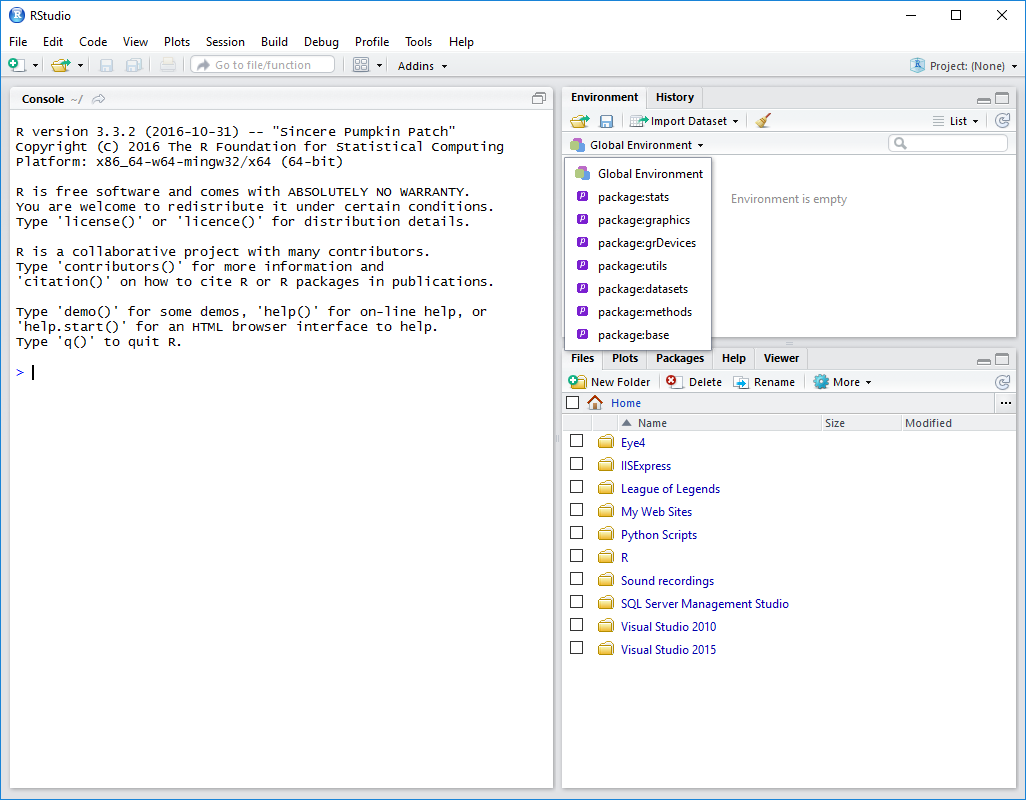 RStudio
File Edit Code View Plots Session Build Debug Profile Tools Help
Go to file/function Addins Project: (None)
Console ~/
R version 3.3.2 (2016-10-31) -- "Sincere Pumpkin Patch"
Copyright (C) 2016 The R Foundation for Statistical Computing
Platform: x86_64-w64-mingw32/x64 (64-bit)
R is free software and comes with ABSOLUTELY NO WARRANTY.
You are welcome to redistribute it under certain conditions.
Type 'license()' or 'licence()' for distribution details.
R is a collaborative project with many contributors.
Type 'contributors()' for more information and
'citation()' on how to cite R or R packages in publications.
Type 'demo()' for some demos, 'help()' for on-line help, or
'help.start()' for an HTML browser interface to help.
Type 'q()' to quit R.
>
Environment History
Import Dataset List
Global Environment
Global Environment
package:stats
package:graphics
package:grDevices
package:utils
package:datasets
package:methods
package:base
Environment is empty
Files Plots Packages Help Viewer
New Folder Delete Rename More
Home ...
Name Size Modified
Eye4
IISExpress
League of Legends
My Web Sites
Python Scripts
R
Sound recordings
SQL Server Management Studio
Visual Studio 2010
Visual Studio 2015